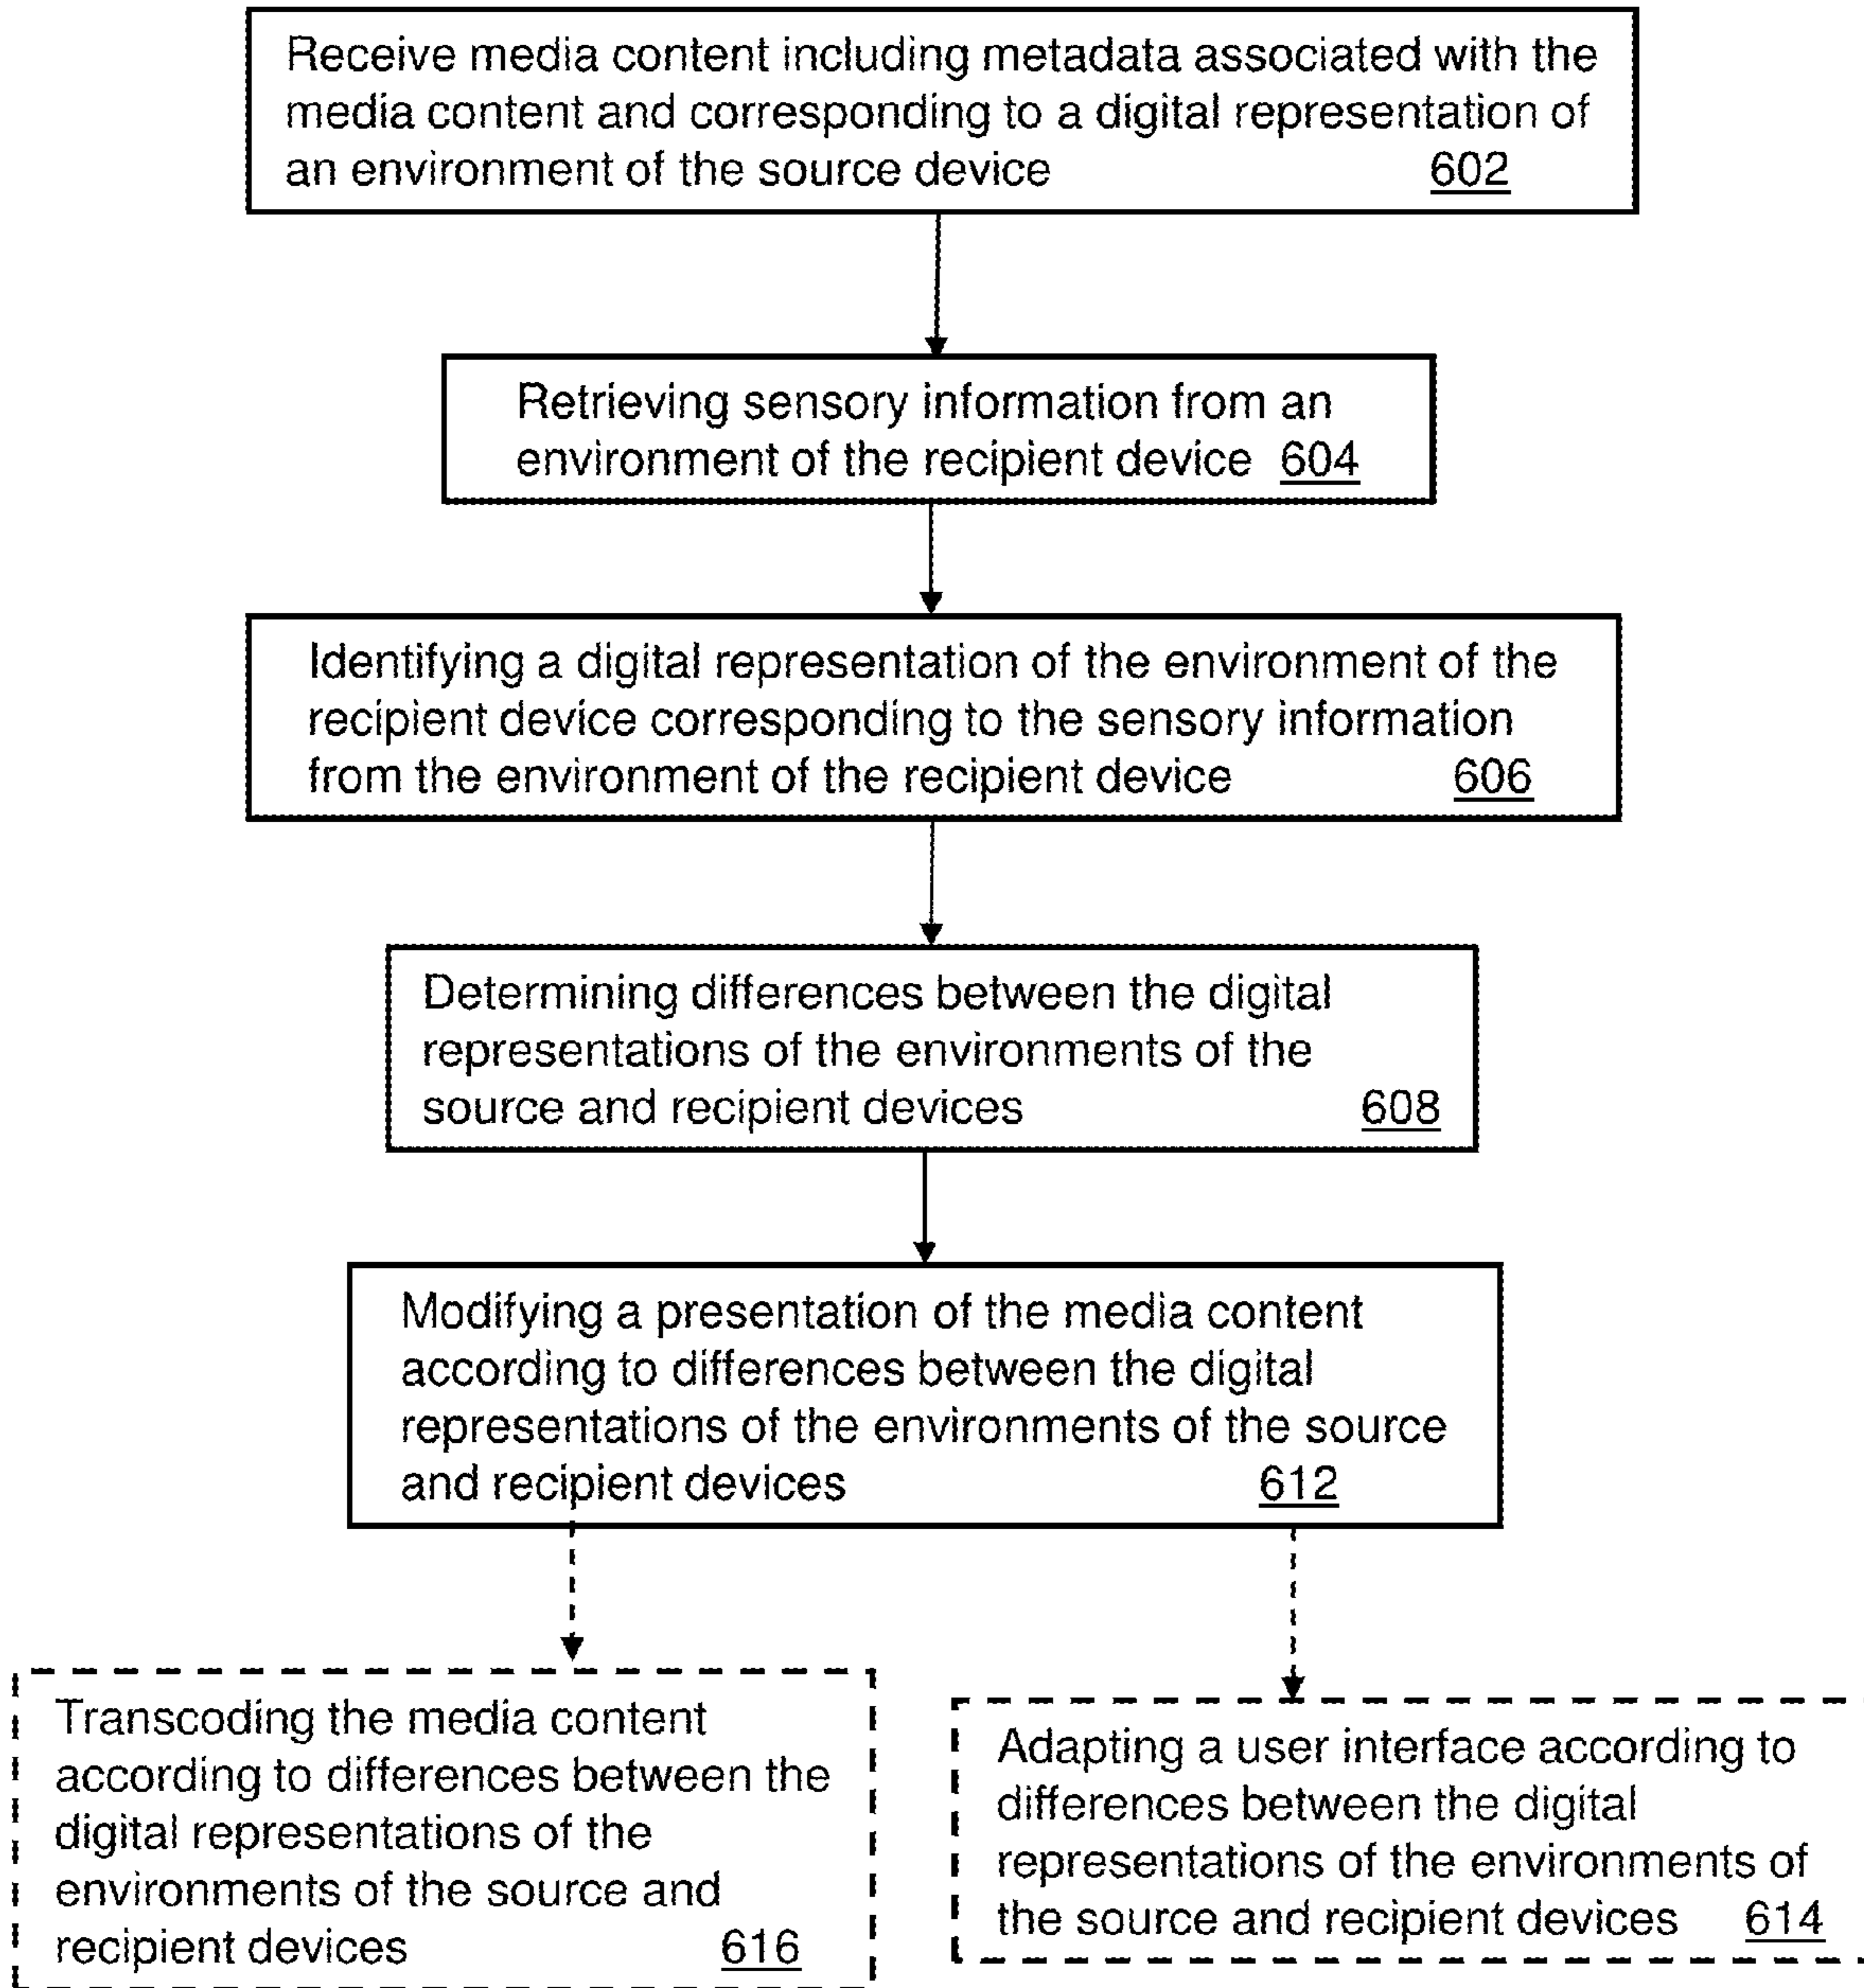 Receive media content including metadata associated with the
media content and corresponding to a digital representation of
an environment of the source device 602
Retrieving sensory information from an
environment of the recipient device 604
Identifying a digital representation of the environment of the
recipient device corresponding to the sensory information
from the environment of the recipient device 606
Determining differences between the digital
representations of the environments of the
source and recipient devices 608
Modifying a presentation of the media content
according to differences between the digital
representations of the environments of the source
and recipient devices 612
Transcoding the media content
according to differences between the
digital representations of the
environments of the source and
recipient devices 616
Adapting a user interface according to
differences between the digital
representations of the environments of
the source and recipient devices 614